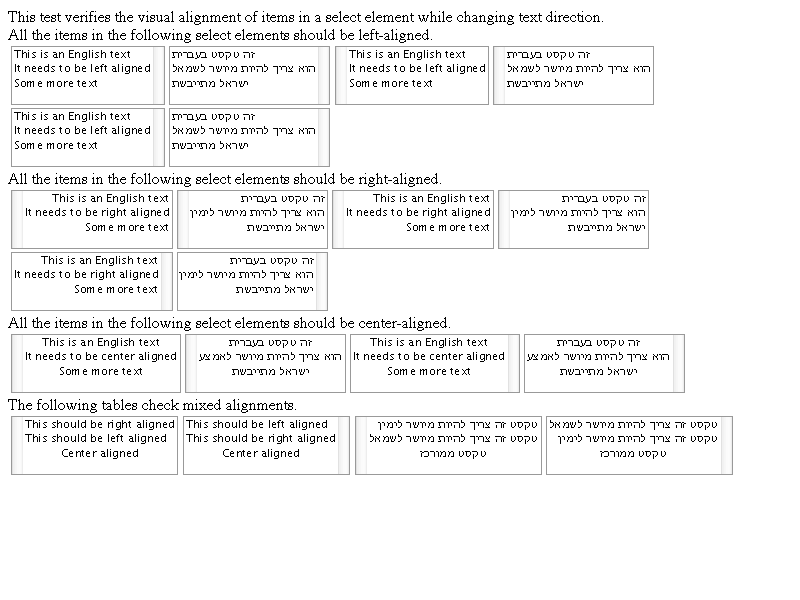 This test verifies the visual alignment of items in a select element while changing text direction.
All the items in the following select elements should be left-aligned.
This is an English text
It needs to be left aligned
Some more text
זה טקסט בעברית
הוא צריך להיות מיושר לשמאל
ישראל מתייבשת
This is an English text
It needs to be left aligned
Some more text
זה טקסט בעברית
הוא צריך להיות מיושר לשמאל
ישראל מתייבשת
This is an English text
It needs to be left aligned
Some more text
זה טקסט בעברית
הוא צריך להיות מיושר לשמאל
ישראל מתייבשת
All the items in the following select elements should be right-aligned.
This is an English text
It needs to be right aligned
Some more text
זה טקסט בעברית
הוא צריך להיות מיושר לימין
ישראל מתייבשת
This is an English text
It needs to be right aligned
Some more text
זה טקסט בעברית
הוא צריך להיות מיושר לימין
ישראל מתייבשת
This is an English text
It needs to be right aligned
Some more text
זה טקסט בעברית
הוא צריך להיות מיושר לימין
ישראל מתייבשת
All the items in the following select elements should be center-aligned.
This is an English text
It needs to be center aligned
Some more text
זה טקסט בעברית
הוא צריך להיות מיושר לאמצע
ישראל מתייבשת
This is an English text
It needs to be center aligned
Some more text
זה טקסט בעברית
הוא צריך להיות מיושר לאמצע
ישראל מתייבשת
The following tables check mixed alignments.
This should be right aligned
This should be left aligned
Center aligned
This should be left aligned
This should be right aligned
Center aligned
טקסט זה צריך להיות מיושר לימין
טקסט זה צריך להיות מיושר לשמאל
טקסט ממורכז
טקסט זה צריך להיות מיושר לשמאל
טקסט זה צריך להיות מיושר לימין
טקסט ממורכז